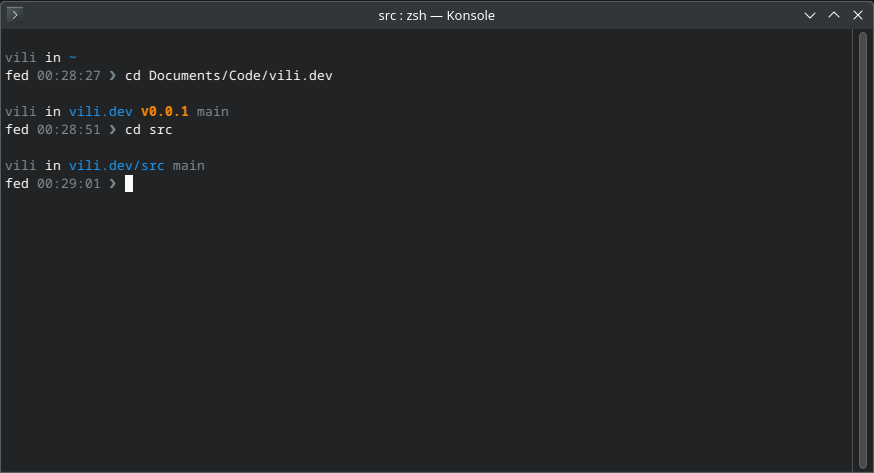 src : zsh — Konsole
vili in ~
fed 00:28:27 ❯ cd Documents/Code/vili.dev
vili in vili.dev v0.0.1 main
fed 00:28:51 ❯ cd src
vili in vili.dev/src main
fed 00:29:01 ❯